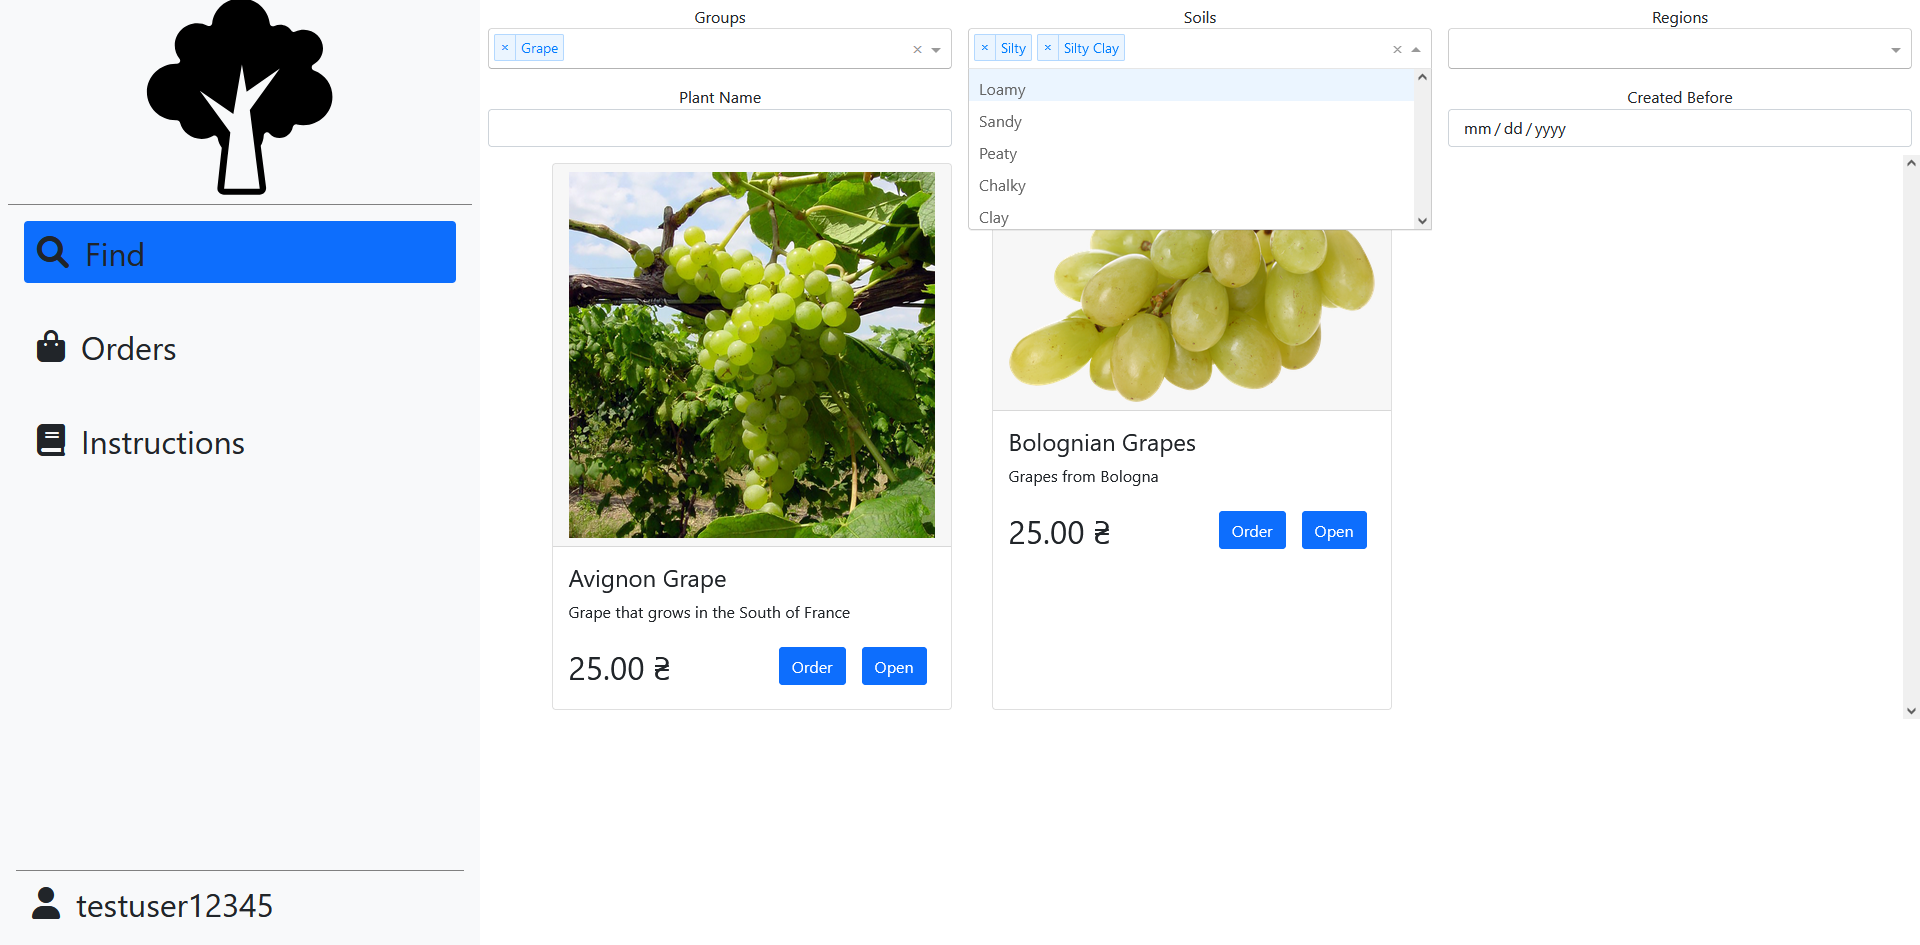 Find
Orders
Instructions
testuser12345
Groups
× Grape
×
Soils
× Silty × Silty Clay
×
Loamy
Sandy
Peaty
Chalky
Clay
Regions
Plant Name
Created Before
mm/dd/yyyy
Avignon Grape
Grape that grows in the South of France
25.00 ₴
Order
Open
Bolognian Grapes
Grapes from Bologna
25.00 ₴
Order
Open